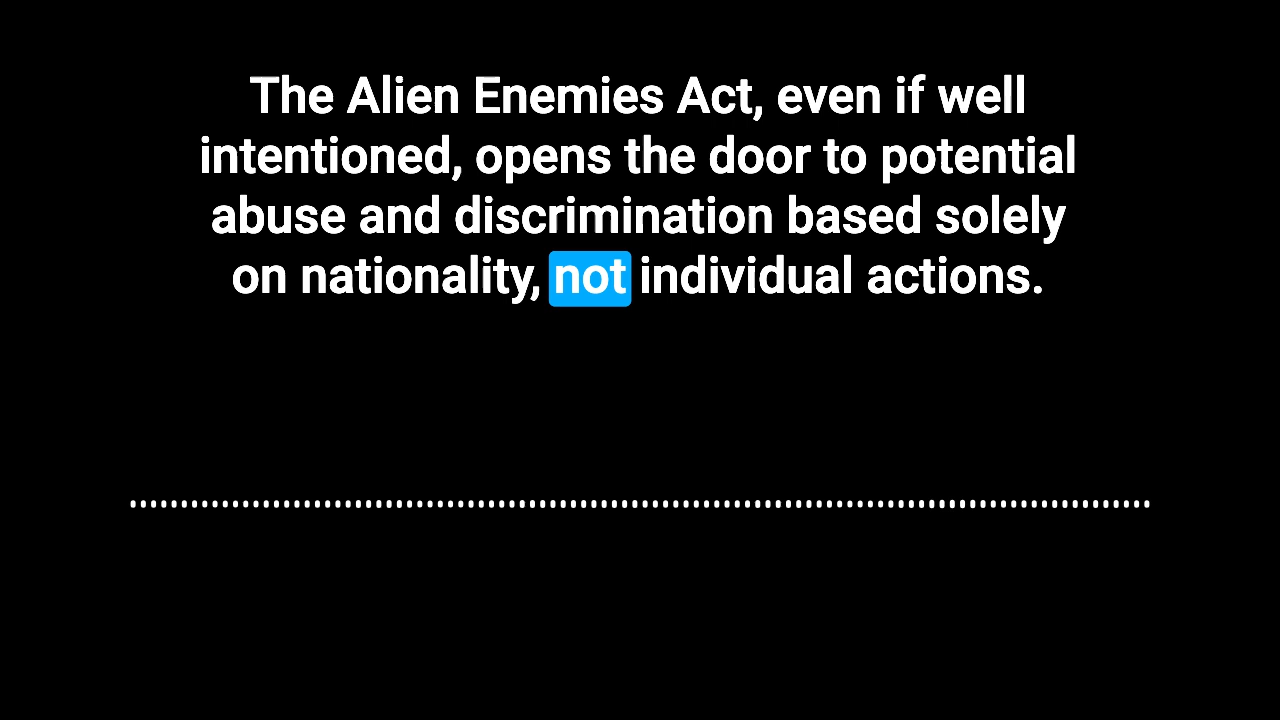 The Alien Enemies Act, even if well
intentioned, opens the door to potential
abuse and discrimination based solely
on nationality, not individual actions.